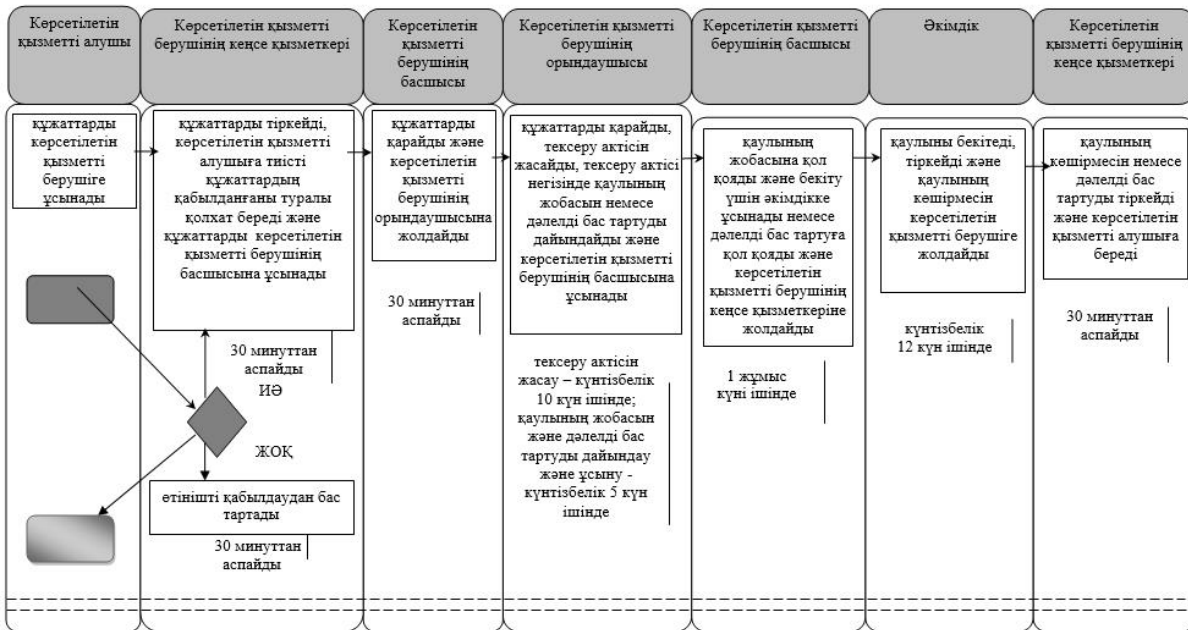 Көрсетілетін
қызметті алушы
Көрсетілетін қызметті
берушінің кеңсе қызметкері
Көрсетілетін
қызметті
берушінің
басшысы
Көрсетілетін қызметті
берушінің
орындаушысы
Көрсетілетін қызметті
берушінің басшысы
Әкімдік
Көрсетілетін
қызметті берушінің
кеңсе қызметкері
құжаттарды
көрсетілетін
қызметті
берушіге
ұсынады
құжаттарды тіркейді,
көрсетілетін қызметті
алушыға тиісті
құжаттардың
қабылданғаны туралы
қолхат береді және
құжаттарды көрсетілетін
қызметті берушінің
басшысына ұсынады
30 минуттан
аспайды
ИӘ
ЖОҚ
өтінішті қабылдаудан бас
тартады
30 минуттан
аспайды
құжаттарды
қарайды және
көрсетілетін
қызметті
берушінің
орындаушысына
жолдайды
30 минуттан
аспайды
құжаттарды қарайды,
тексеру актісін
жасайды, тексеру актісі
негізінде қаулының
жобасын немесе
дәлелді бас тартуды
дайындайды және
көрсетілетін қызметті
берушінің басшысына
ұсынады
тексеру актісін
жасау – күнтізбелік
10 күн ішінде;
қаулының жобасын
және дәлелді бас
тартуды дайындау
және ұсыну -
күнтізбелік 5 күн
ішінде
қаулының
жобасына қол
қояды және бекіту
үшін әкімдікке
ұсынады немесе
дәлелді бас тартуға
қол қояды және
көрсетілетін
қызметті берушінің
кеңсе қызметкеріне
жолдайды
1 жұмыс
күні ішінде
қаулыны бекітеді,
тіркейді және
қаулының
көшірмесін
көрсетілетін
қызметті берушіге
жолдайды
күнтізбелік
12 күн ішінде
қаулының
көшірмесін немесе
дәлелді бас
тартуды тіркейді
және көрсетілетін
қызметті алушыға
береді
30 минуттан
аспайды